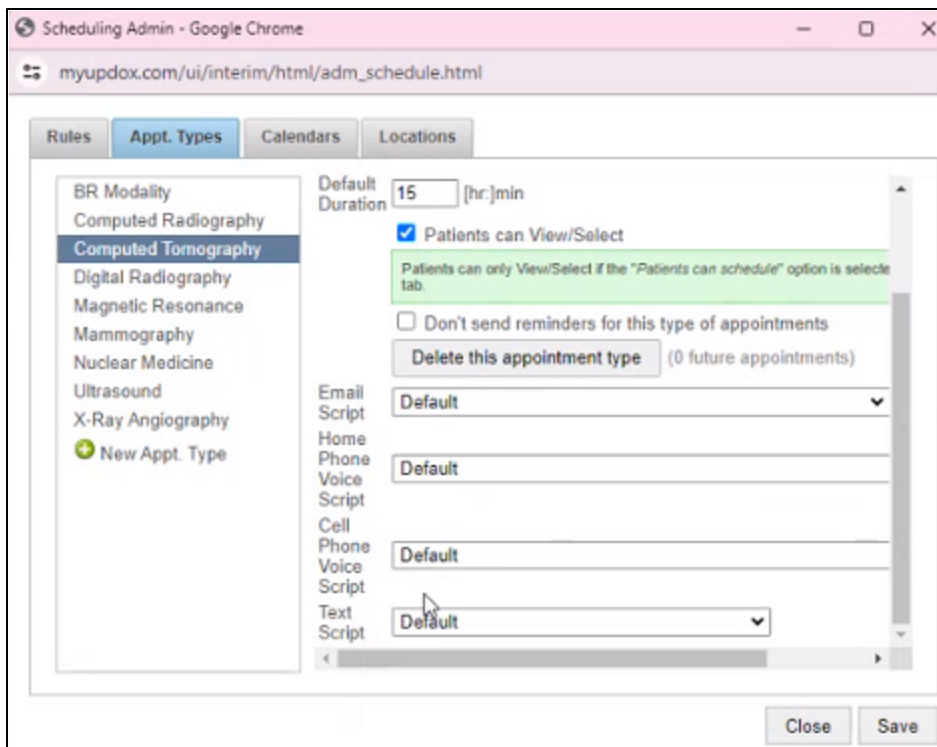 Scheduling Admin - Google Chrome
myupdox.com/ui/interim/html/adm_schedule.html
Rules
Appt. Types
Calendars
Locations
BR Modality
Computed Radiography
Computed Tomography
Digital Radiography
Magnetic Resonance
Mammography
Nuclear Medicine
Ultrasound
X-Ray Angiography
New Appt. Type
Default
Duration
15
[hr:]min
Patients can View/Select
Patients can only View/Select if the "Patients can schedule" option is selecte
tab.
Don't send reminders for this type of appointments
Delete this appointment type
(0 future appointments)
Email
Script
Default
Home
Phone
Voice
Script
Default
Cell
Phone
Voice
Script
Default
Text
Script
Default
Close
Save